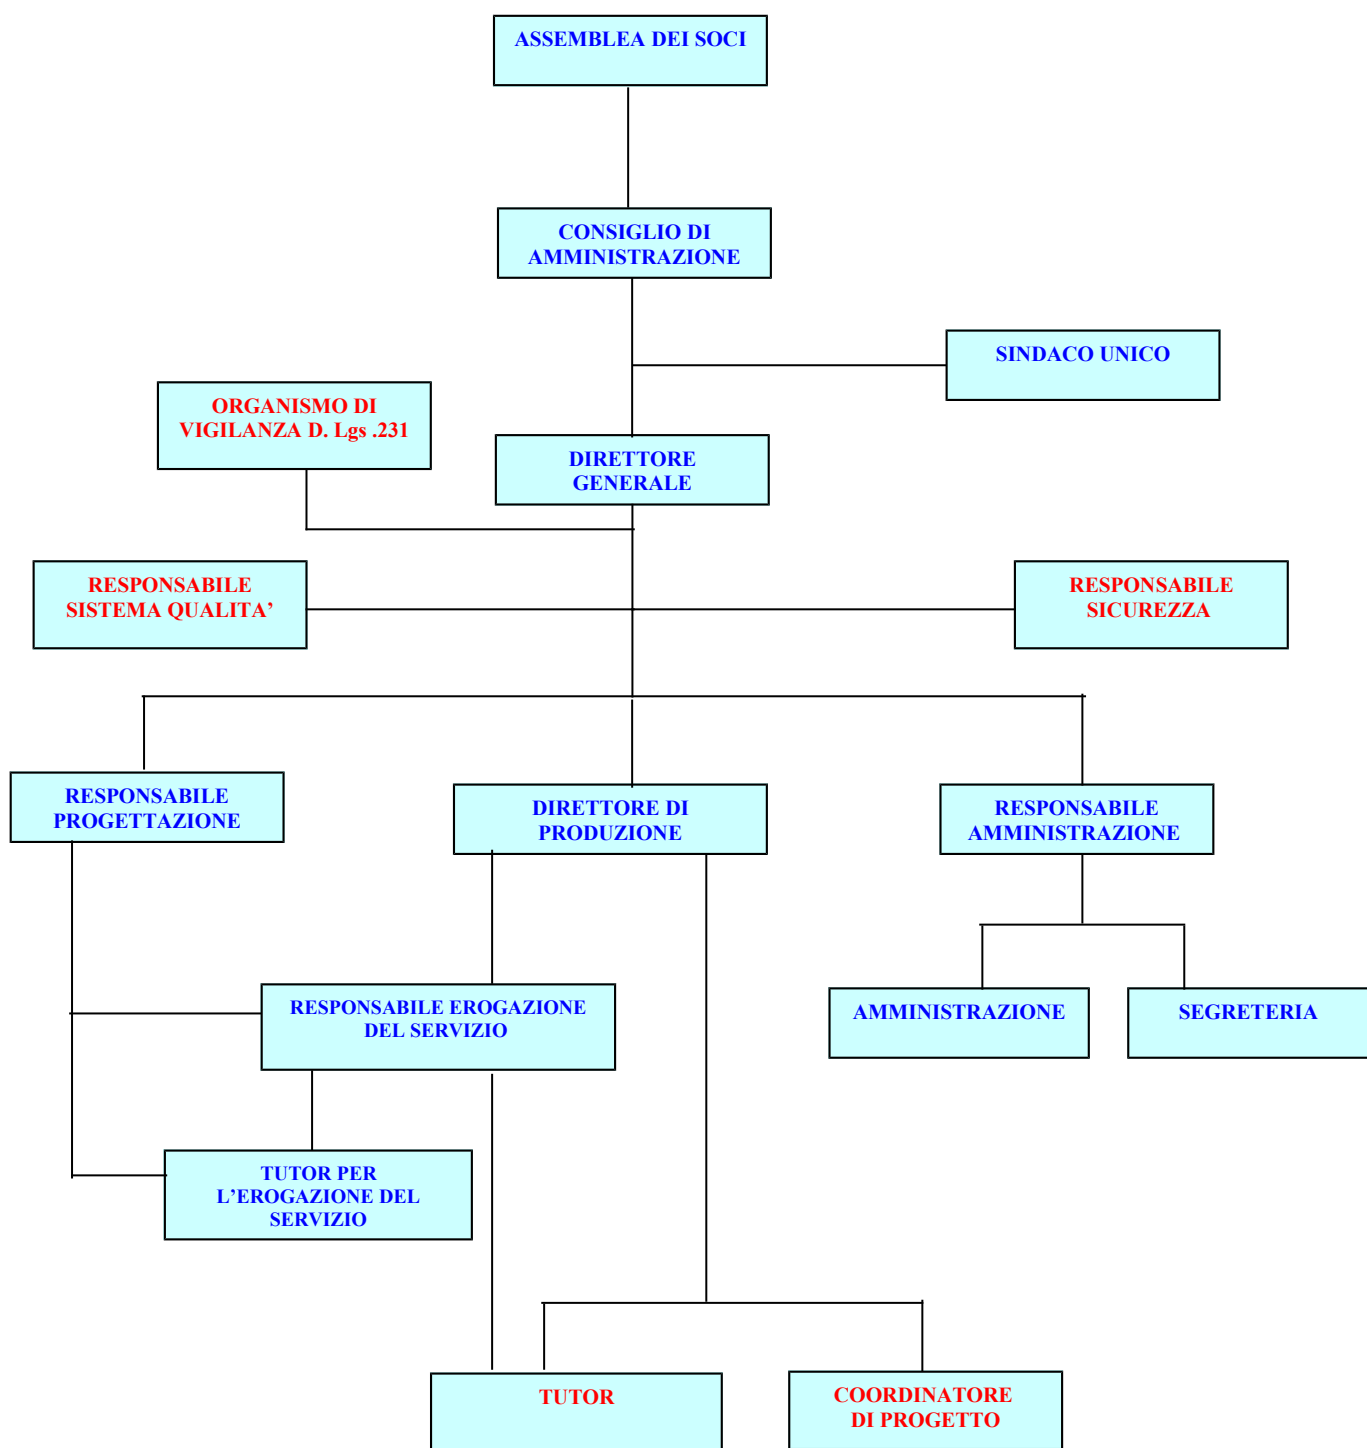 ASSEMBLEA DEI SOCI
CONSIGLIO DI
AMMINISTRAZIONE
SINDACO UNICO
ORGANISMO DI
VIGILANZA D. Lgs .231
DIRETTORE
GENERALE
RESPONSABILE
SISTEMA QUALITA’
RESPONSABILE
SICUREZZA
RESPONSABILE
PROGETTAZIONE
DIRETTORE DI
PRODUZIONE
RESPONSABILE
AMMINISTRAZIONE
RESPONSABILE EROGAZIONE
DEL SERVIZIO
AMMINISTRAZIONE
SEGRETERIA
TUTOR PER
L’EROGAZIONE DEL
SERVIZIO
TUTOR
COORDINATORE
DI PROGETTO